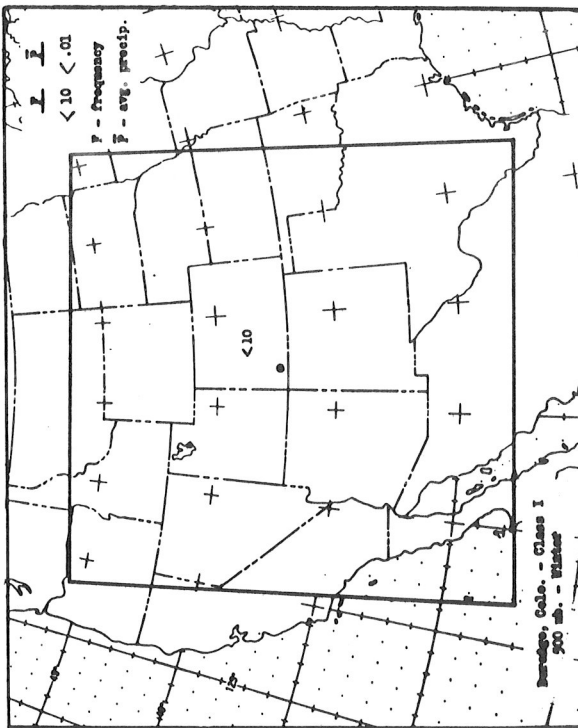 P P̄
<10 <.01
P - frequency
P̄ - avg. precip.
<10
Durango, Colo. - Class I
500 mb. - Winter